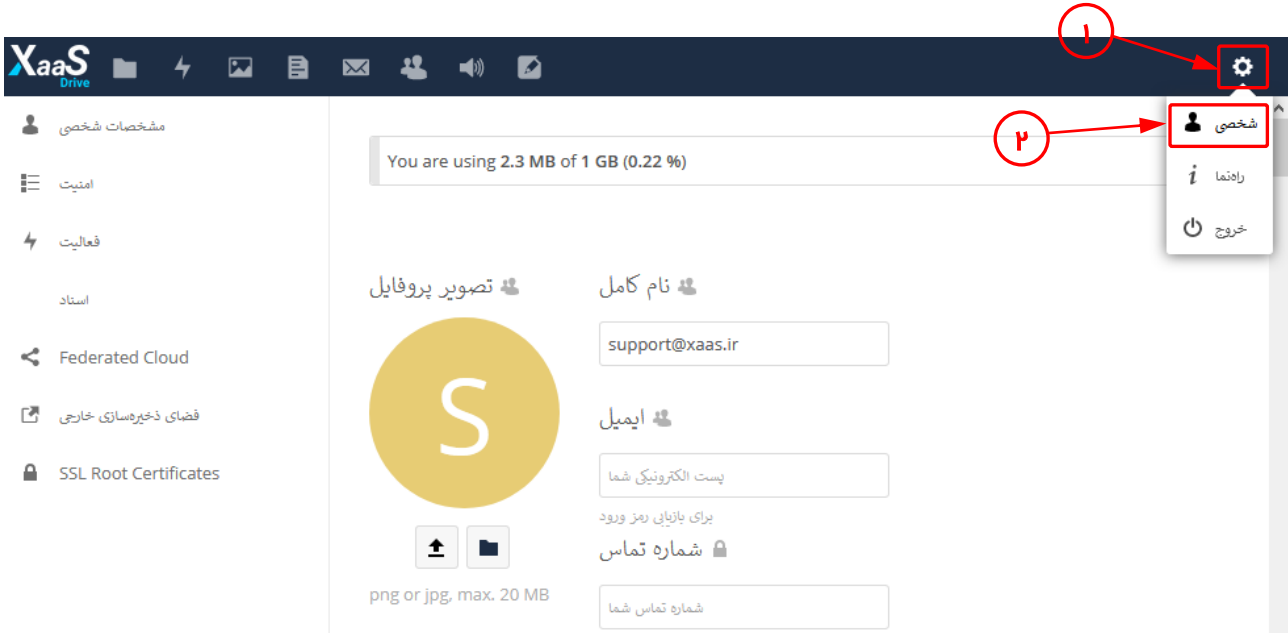 ۱
XaaS
Drive
شخصی
۲
راه‌نما
خروج
مشخصات شخصی
امنیت
فعالیت
اسناد
Federated Cloud
فضای ذخیره‌سازی خارجی
SSL Root Certificates
You are using 2.3 MB of 1 GB (0.22 %)
تصویر پروفایل
S
png or jpg, max. 20 MB
نام کامل
support@xaas.ir
ایمیل
پست الکترونیکی شما
برای بازیابی رمز ورود
شماره تماس
شماره تماس شما